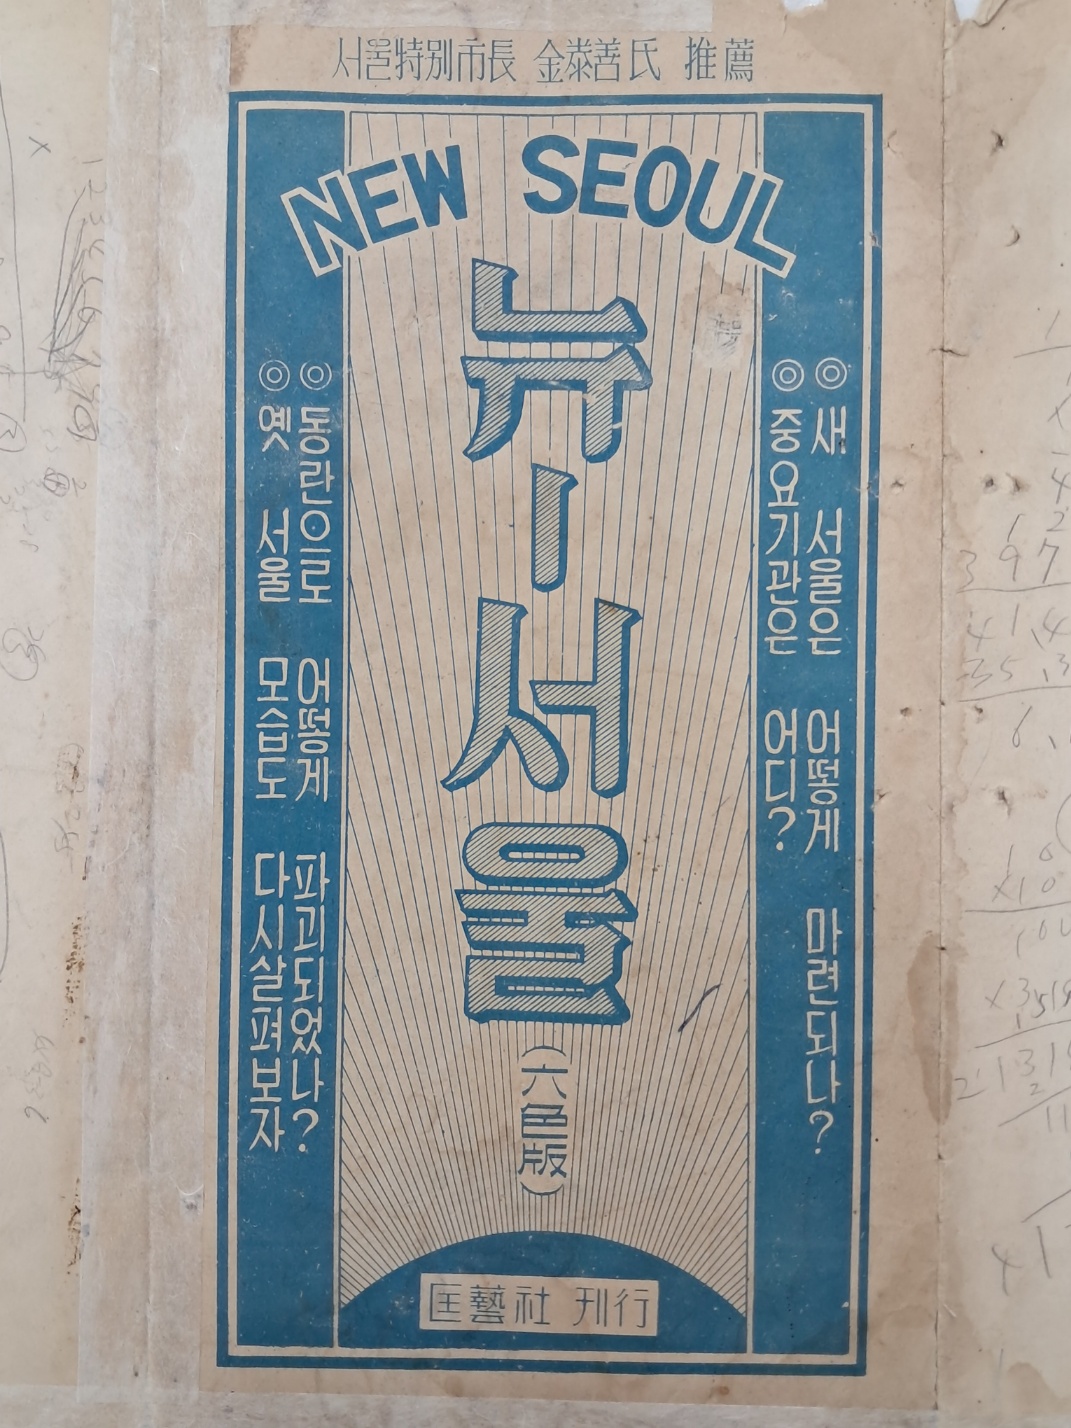 서울特别市長 金泰善氏 推薦
NEW SEOUL
뉴ー서울
(六色版)
◎새 서울은 어떻게 마련되나?
◎중요기관은 어디?
◎동란으로 어떻게 파괴되었나?
◎옛 서울 모습도 다시살펴보자
匡藝社 刊行